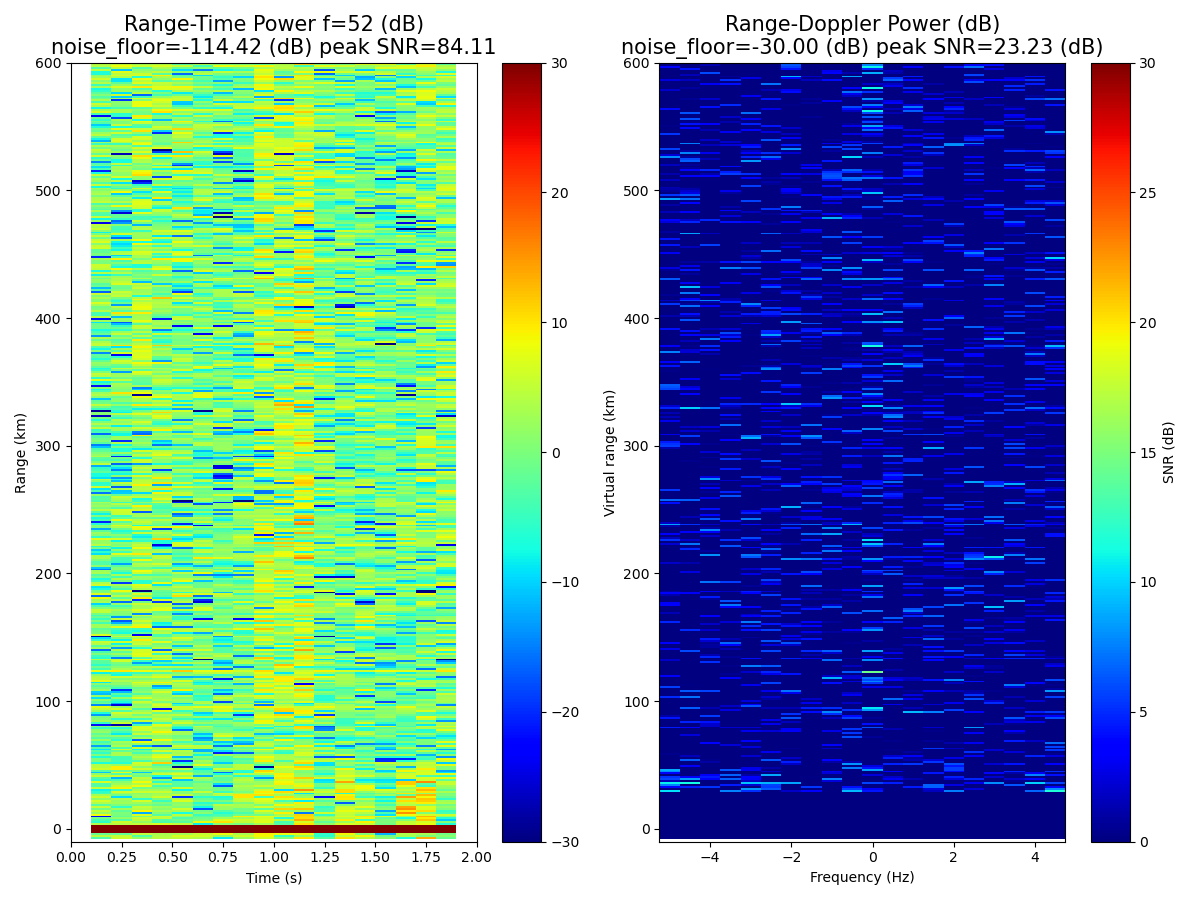 Range-Time Power f=52 (dB)
noise_floor=-114.42 (dB) peak SNR=84.11
Range (km)
600
500
400
300
200
100
0
0.00 0.25 0.50 0.75 1.00 1.25 1.50 1.75 2.00
Time (s)
30
20
10
0
−10
−20
−30
Range-Doppler Power (dB)
noise_floor=-30.00 (dB) peak SNR=23.23 (dB)
Virtual range (km)
600
500
400
300
200
100
0
−4 −2 0 2 4
Frequency (Hz)
30
25
20
15
10
5
0
SNR (dB)